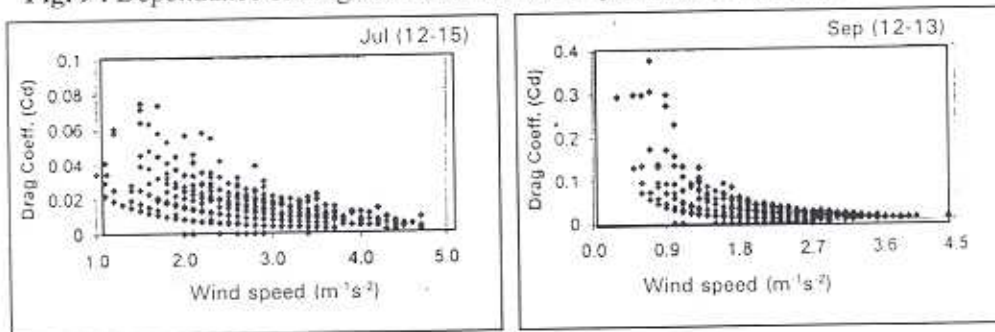 Jul (12-15)
0.1
0.08
0.06
0.04
0.02
0
Drag Coeff. (Cd)
1.0 2.0 3.0 4.0 5.0
Wind speed (m⁻¹s⁻²)
Sep (12-13)
0.4
0.3
0.2
0.1
0
Drag Coeff. (Cd)
0.0 0.9 1.8 2.7 3.6 4.5
Wind speed (m⁻¹s⁻²)